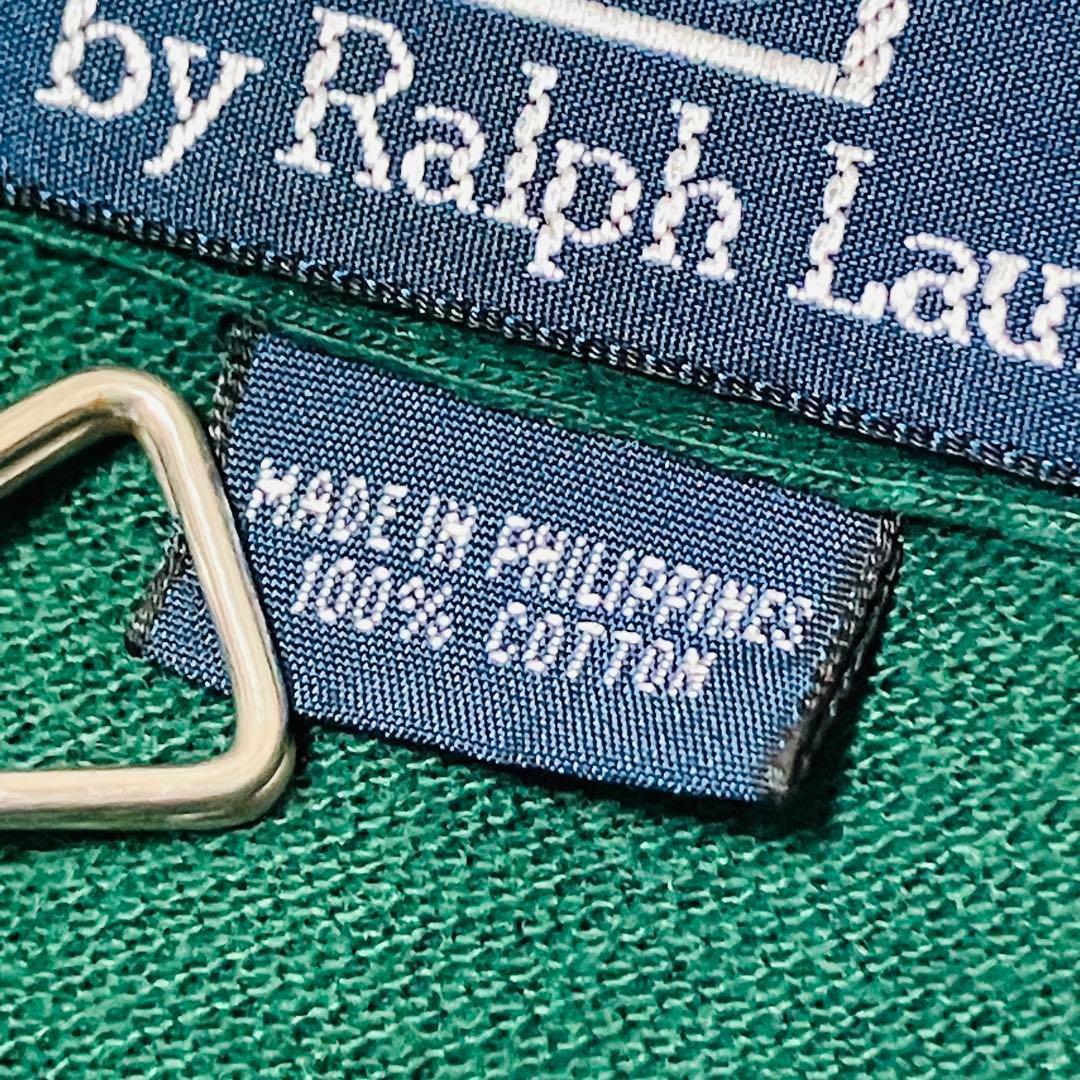 by Ralph Lau
MADE IN PHILIPPINES
100% COTTON